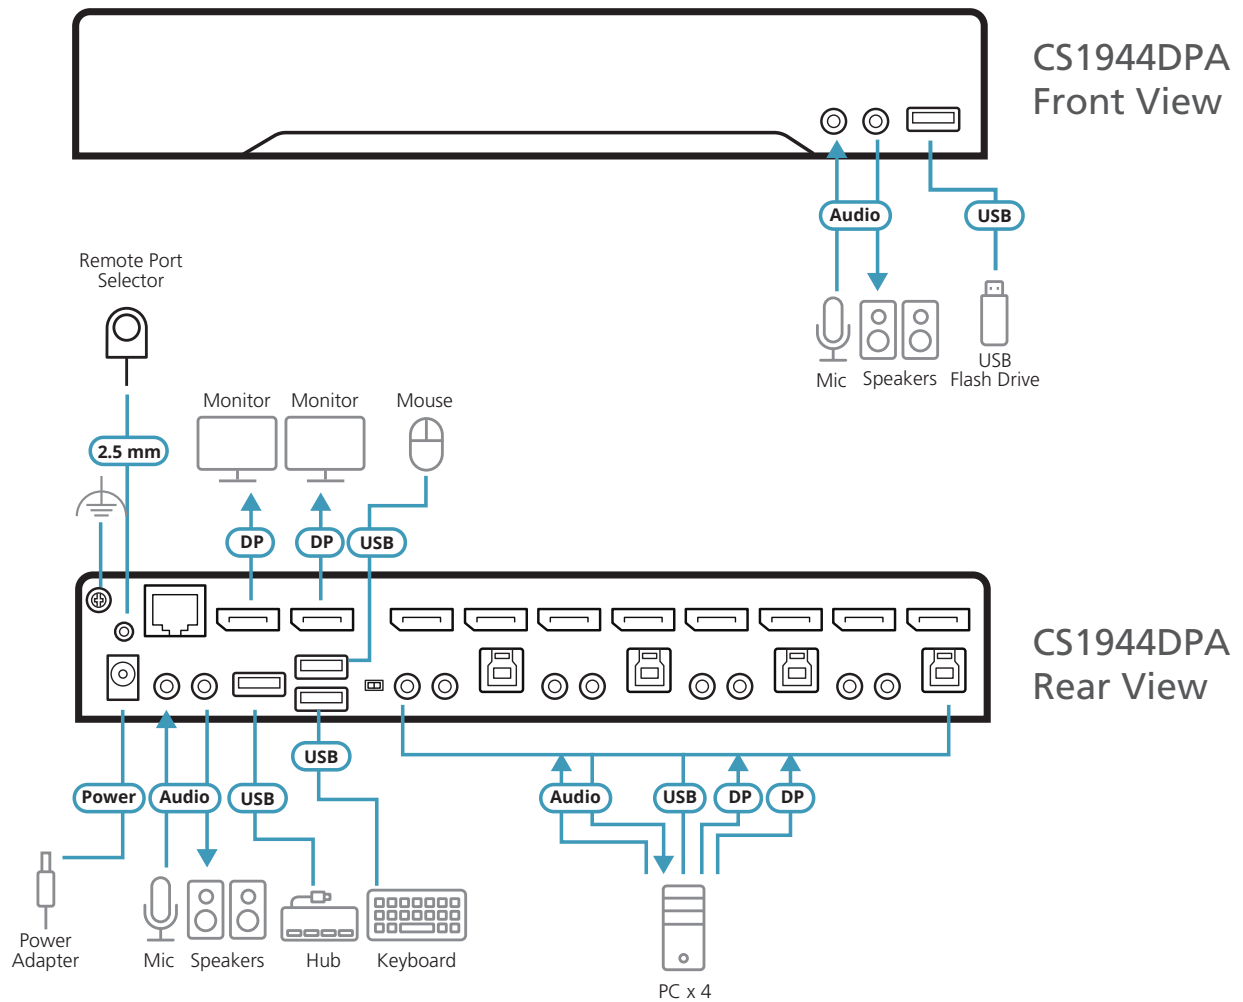 CS1944DPA
Front View
Audio
USB
Mic
Speakers
USB
Flash Drive
Remote Port
Selector
2.5 mm
Monitor
Monitor
Mouse
DP
DP
USB
CS1944DPA
Rear View
USB
Power
Audio
USB
Audio
USB
DP
DP
Power
Adapter
Mic
Speakers
Hub
Keyboard
PC x 4